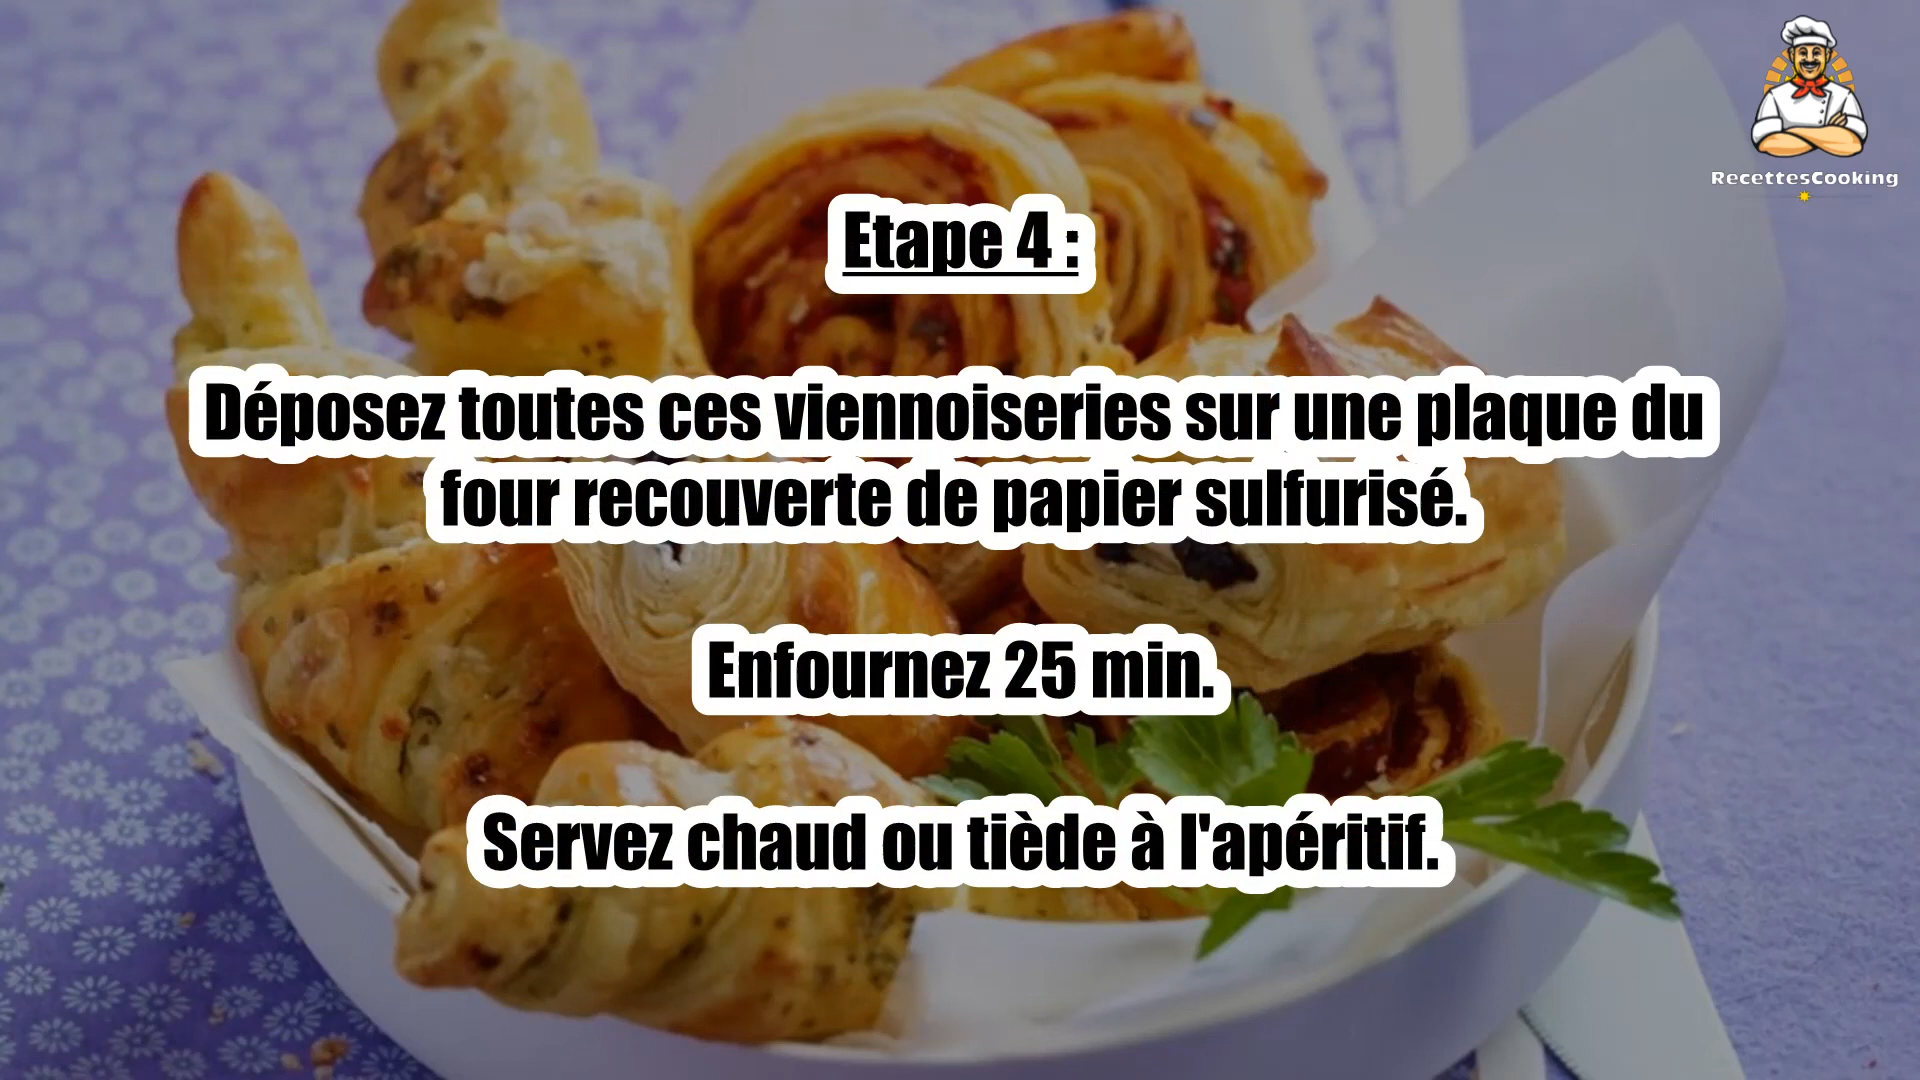 RecettesCooking
Etape 4 :
Déposez toutes ces viennoiseries sur une plaque du
four recouverte de papier sulfurisé.
Enfournez 25 min.
Servez chaud ou tiède à l'apéritif.